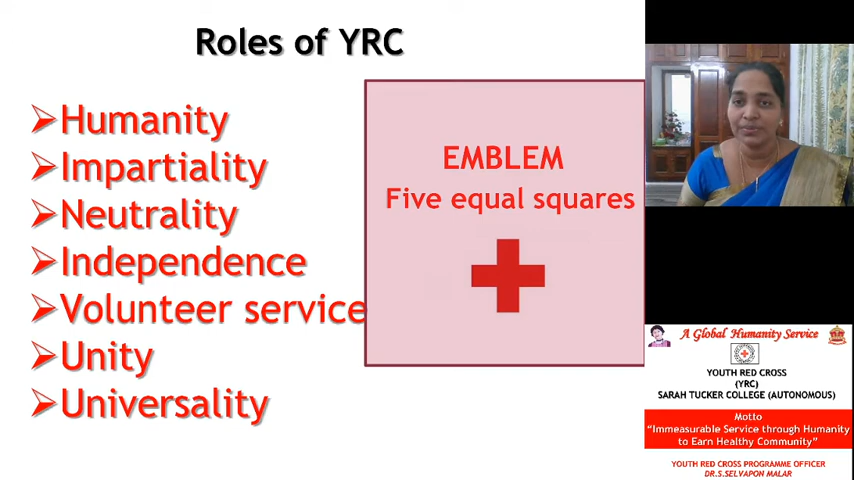 Roles of YRC
Humanity
Impartiality
Neutrality
Independence
Volunteer service
Unity
Universality
EMBLEM
Five equal squares
A Global Humanity Service
YOUTH RED CROSS
(YRC)
SARAH TUCKER COLLEGE (AUTONOMOUS)
Motto
“Immeasurable Service through Humanity
to Earn Healthy Community”
YOUTH RED CROSS PROGRAMME OFFICER
DR.S.SELVAPON MALAR